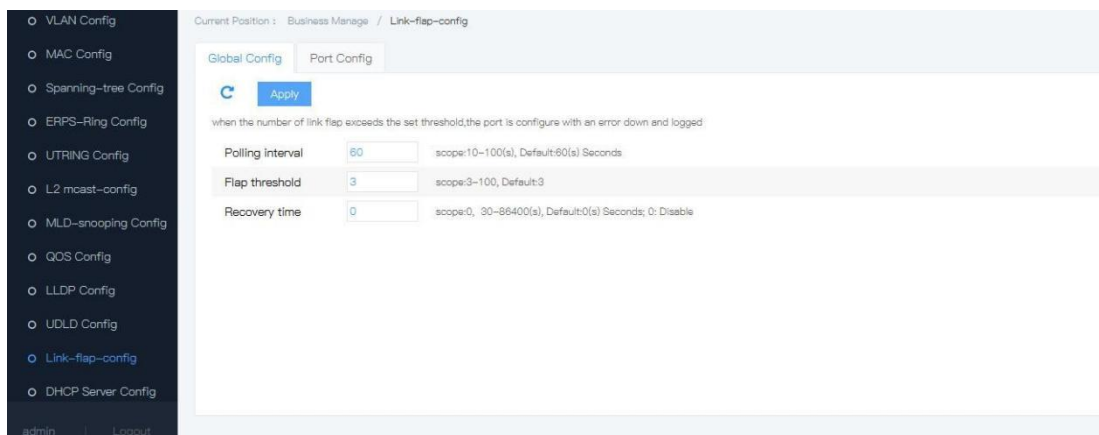 VLAN Config
MAC Config
Spanning-tree Config
ERPS-Ring Config
UTRING Config
L2 mcast-config
MLD-snooping Config
QOS Config
LLDP Config
UDLD Config
Link-flap-config
DHCP Server Config
admin | Logout
Current Position : Business Manage / Link-flap-config
Global Config Port Config
Apply
when the number of link flap exceeds the set threshold,the port is configure with an error down and logged
Polling interval 60 scope:10-100(s), Default:60(s) Seconds
Flap threshold 3 scope:3-100, Default:3
Recovery time 0 scope:0, 30-86400(s), Default:0(s) Seconds; 0: Disable